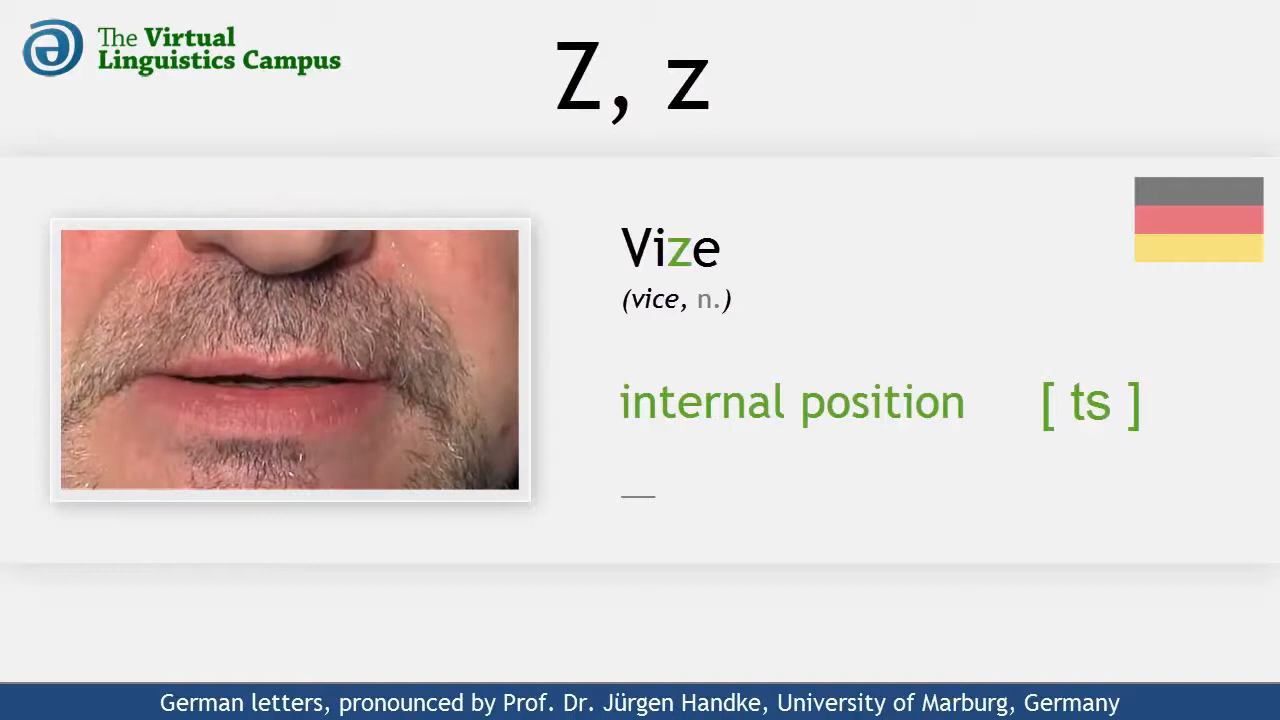 The Virtual
Linguistics Campus
Z, z
Vize
(vice, n.)
internal position [ ts ]
__
German letters, pronounced by Prof. Dr. Jürgen Handke, University of Marburg, Germany